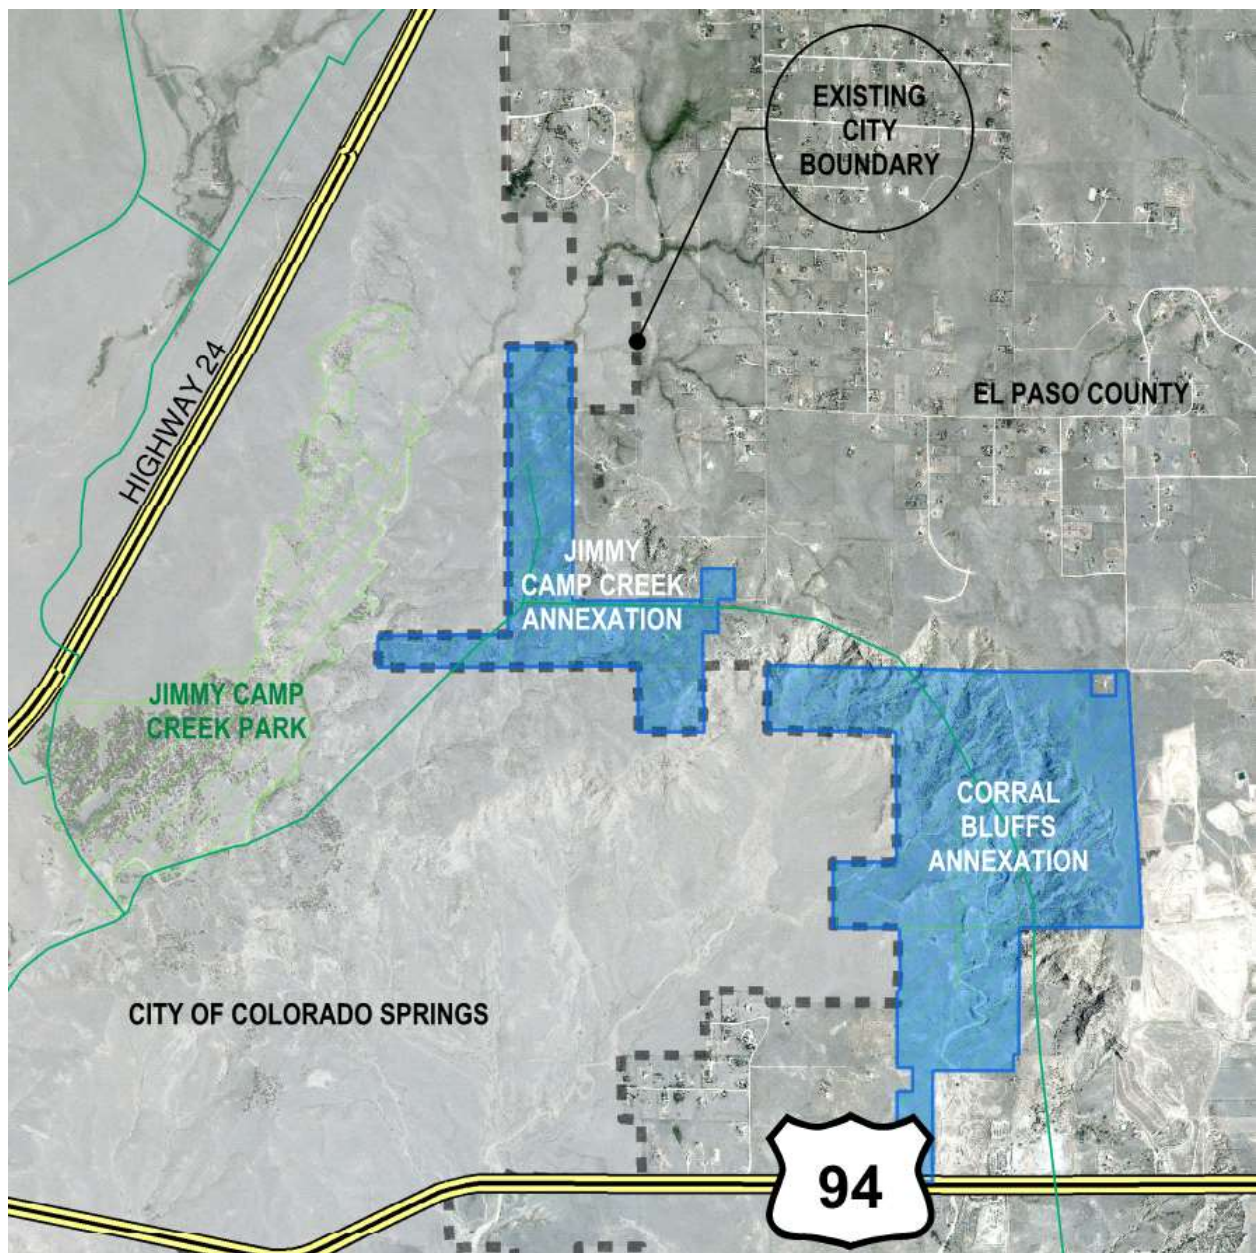 EXISTING
CITY
BOUNDARY
EL PASO COUNTY
HIGHWAY 24
JIMMY
CAMP CREEK
ANNEXATION
JIMMY CAMP
CREEK PARK
CORRAL
BLUFFS
ANNEXATION
CITY OF COLORADO SPRINGS
94